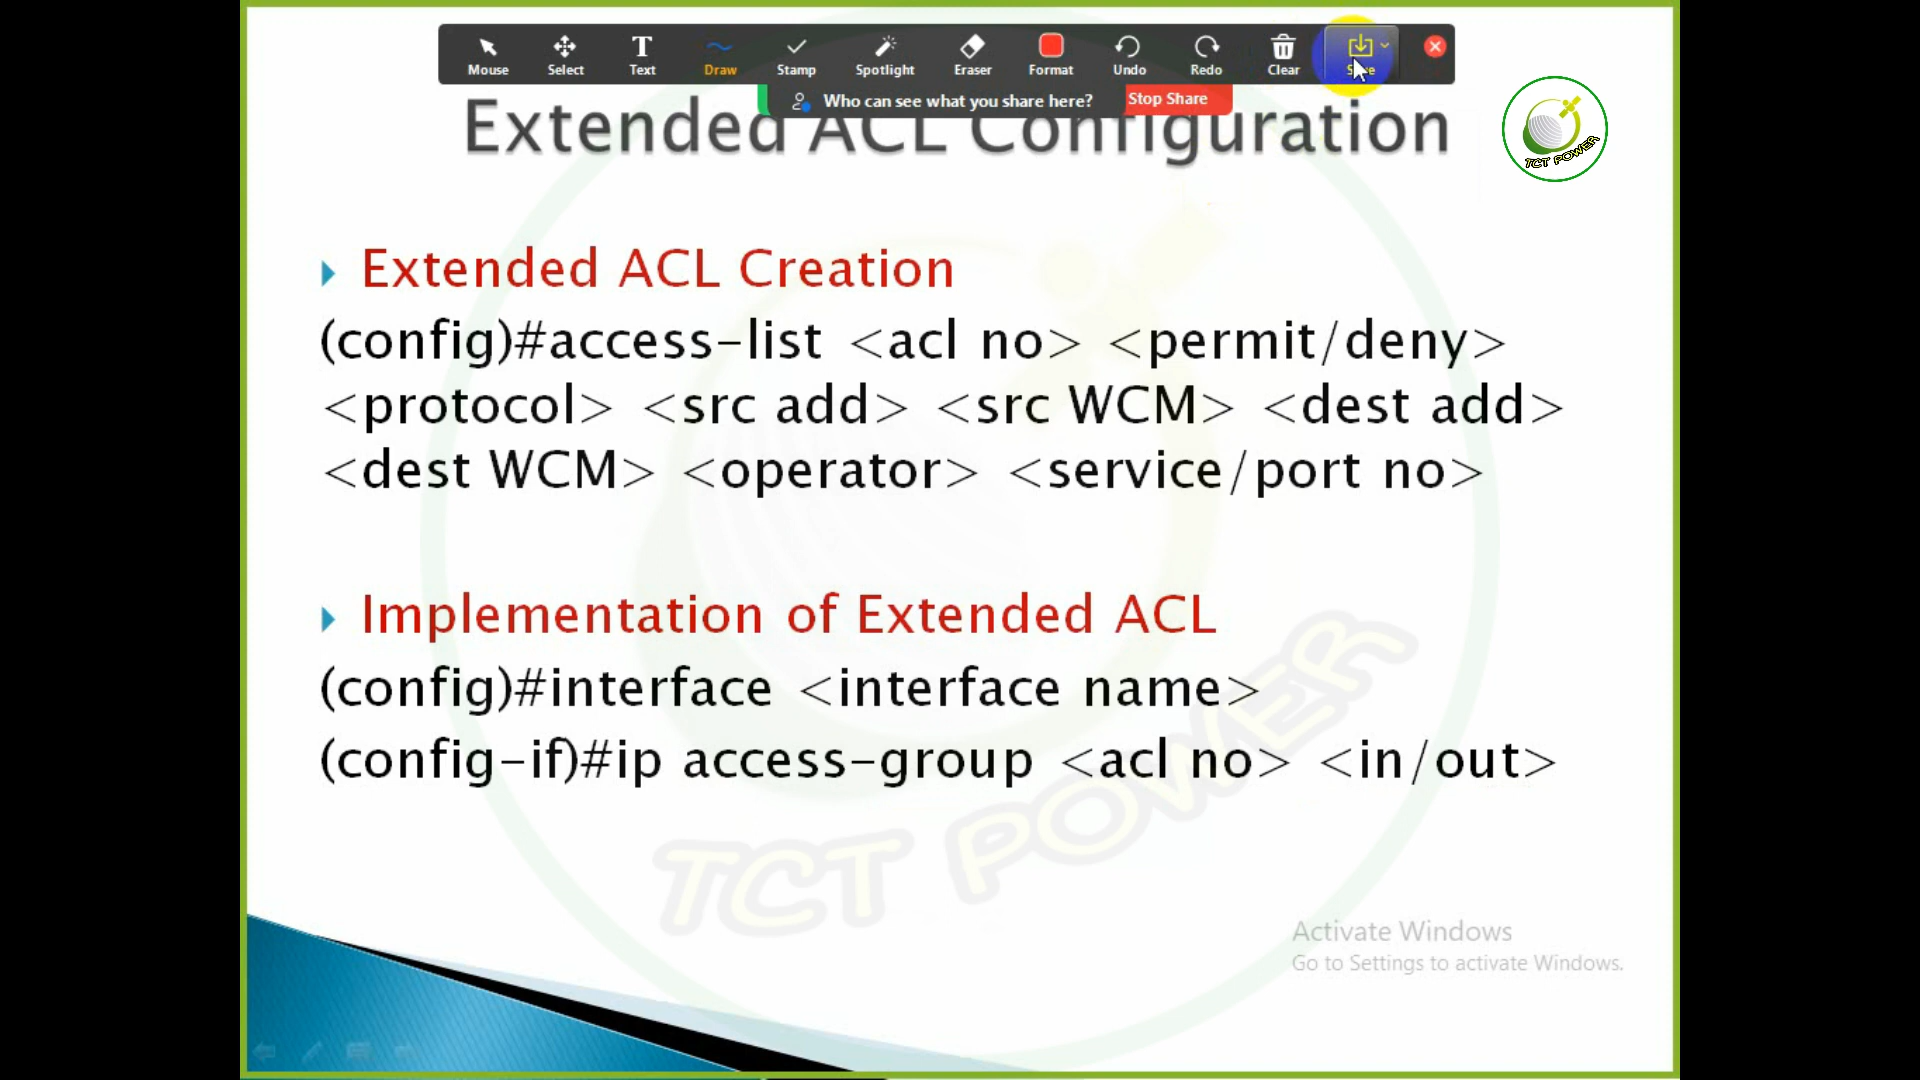 Mouse Select Text Draw Stamp Spotlight Eraser Format Undo Redo Clear
Who can see what you share here? Stop Share
Extended ACL Configuration
TCT POWER
Extended ACL Creation
(config)#access-list <acl no> <permit/deny>
<protocol> <src add> <src WCM> <dest add>
<dest WCM> <operator> <service/port no>
Implementation of Extended ACL
(config)#interface <interface name>
(config-if)#ip access-group <acl no> <in/out>
TCT POWER
Activate Windows
Go to Settings to activate Windows.